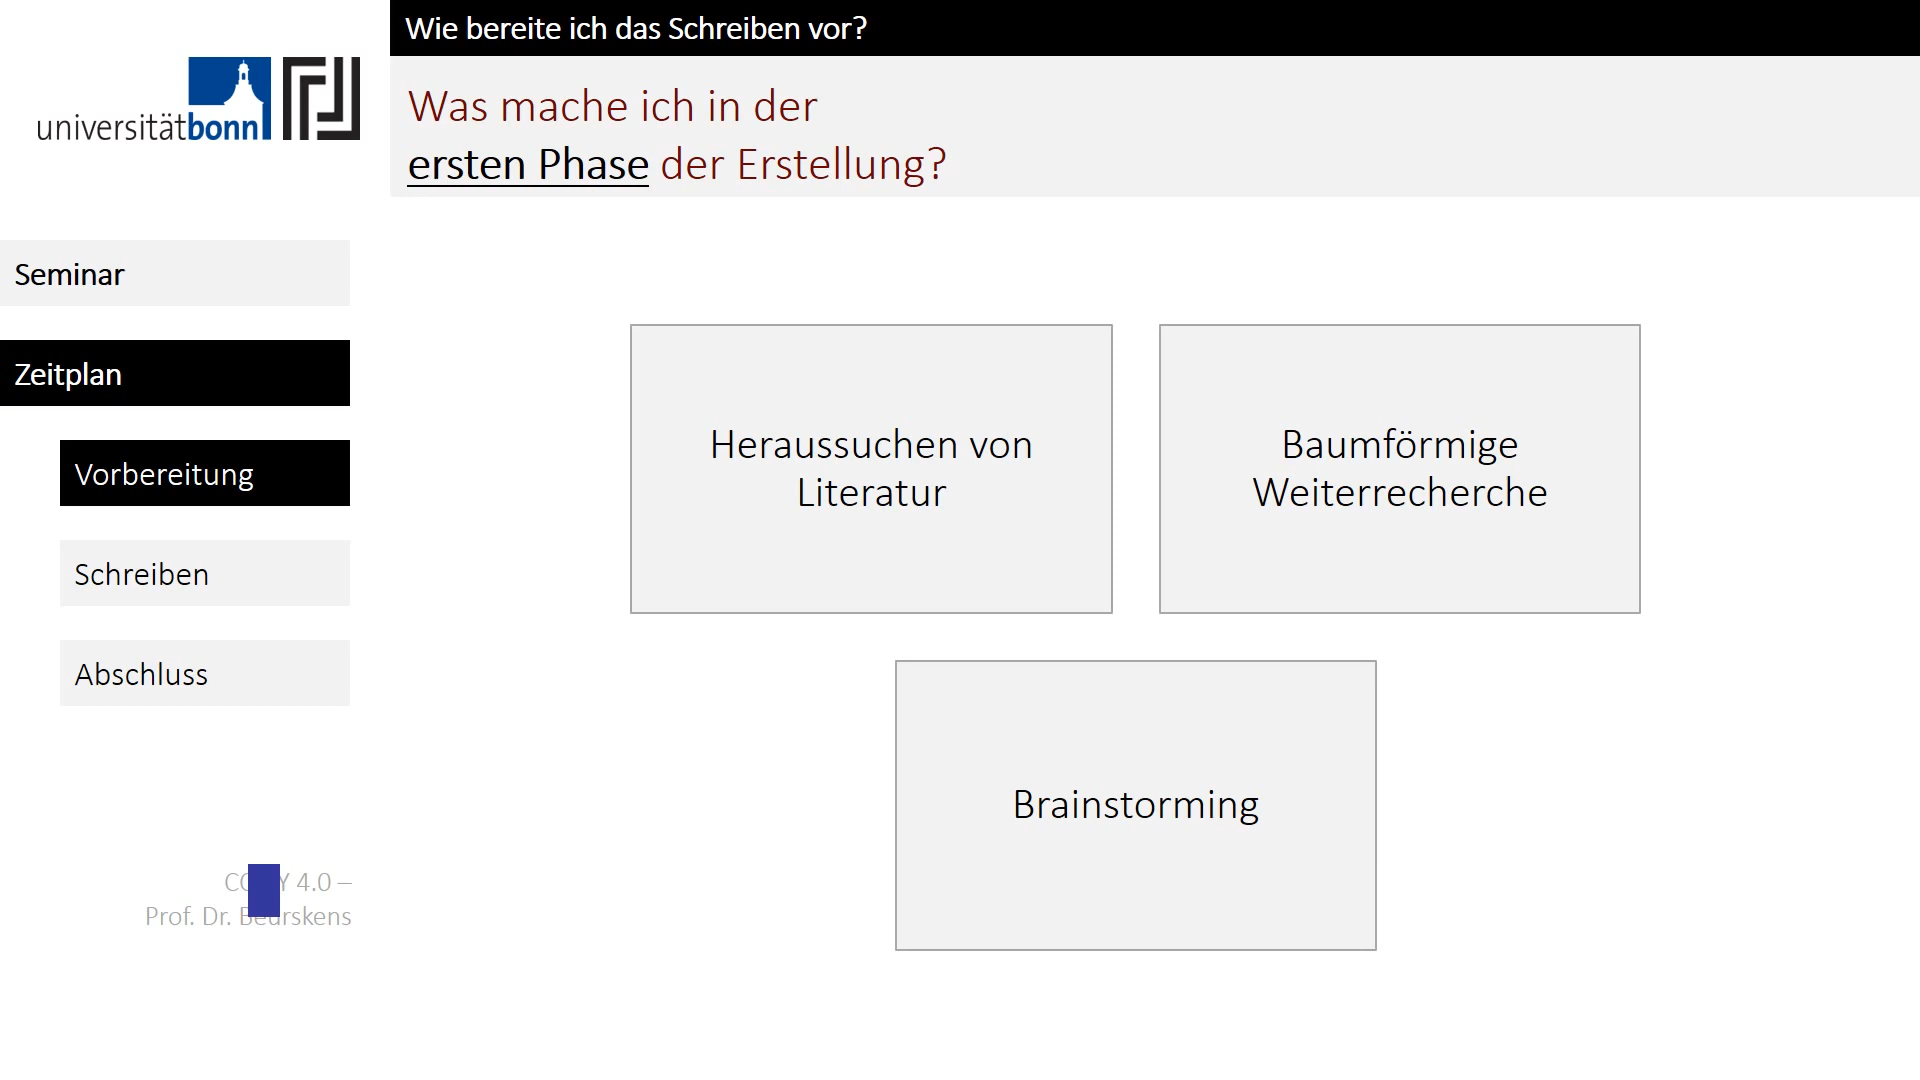 Wie bereite ich das Schreiben vor?
universitätbonn
Was mache ich in der
ersten Phase der Erstellung?
Seminar
Zeitplan
Vorbereitung
Schreiben
Abschluss
Heraussuchen von
Literatur
Baumförmige
Weiterrecherche
Brainstorming
4.0 –
Prof. Dr. Beurskens